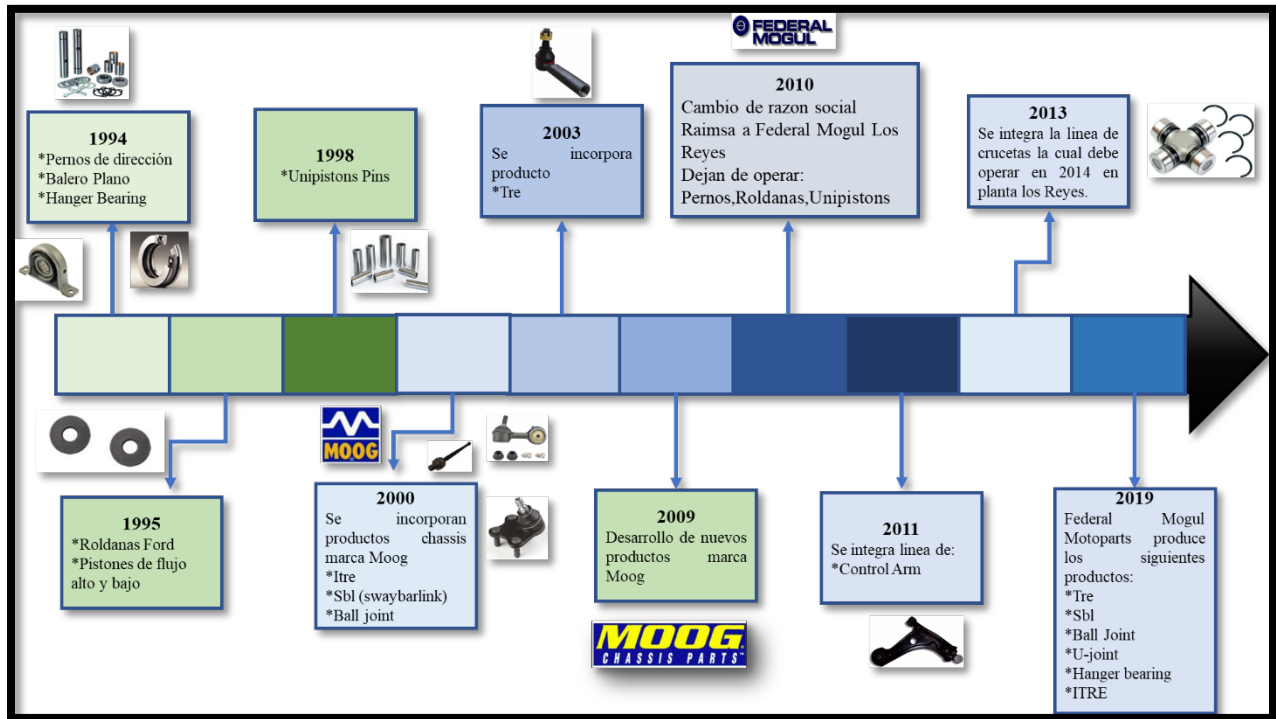 FEDERAL
MOGUL
1994
*Pernos de dirección
*Balero Plano
*Hanger Bearing
1998
*Unipistons Pins
2003
Se incorpora
producto
*Tre
2010
Cambio de razon social
Raimsa a Federal Mogul Los
Reyes
Dejan de operar:
Pernos,Roldanas,Unipistons
2013
Se integra la linea de
crucetas la cual debe
operar en 2014 en
planta los Reyes.
1995
*Roldanas Ford
*Pistones de flujo
alto y bajo
MOOG
2000
Se incorporan
productos chassis
marca Moog
*Itre
*Sbl (swaybarlink)
*Ball joint
2009
Desarrollo de nuevos
productos marca
Moog
MOOG
CHASSIS PARTS™
2011
Se integra linea de:
*Control Arm
2019
Federal Mogul
Motoparts produce
los siguientes
productos:
*Tre
*Sbl
*Ball Joint
*U-joint
*Hanger bearing
*ITRE